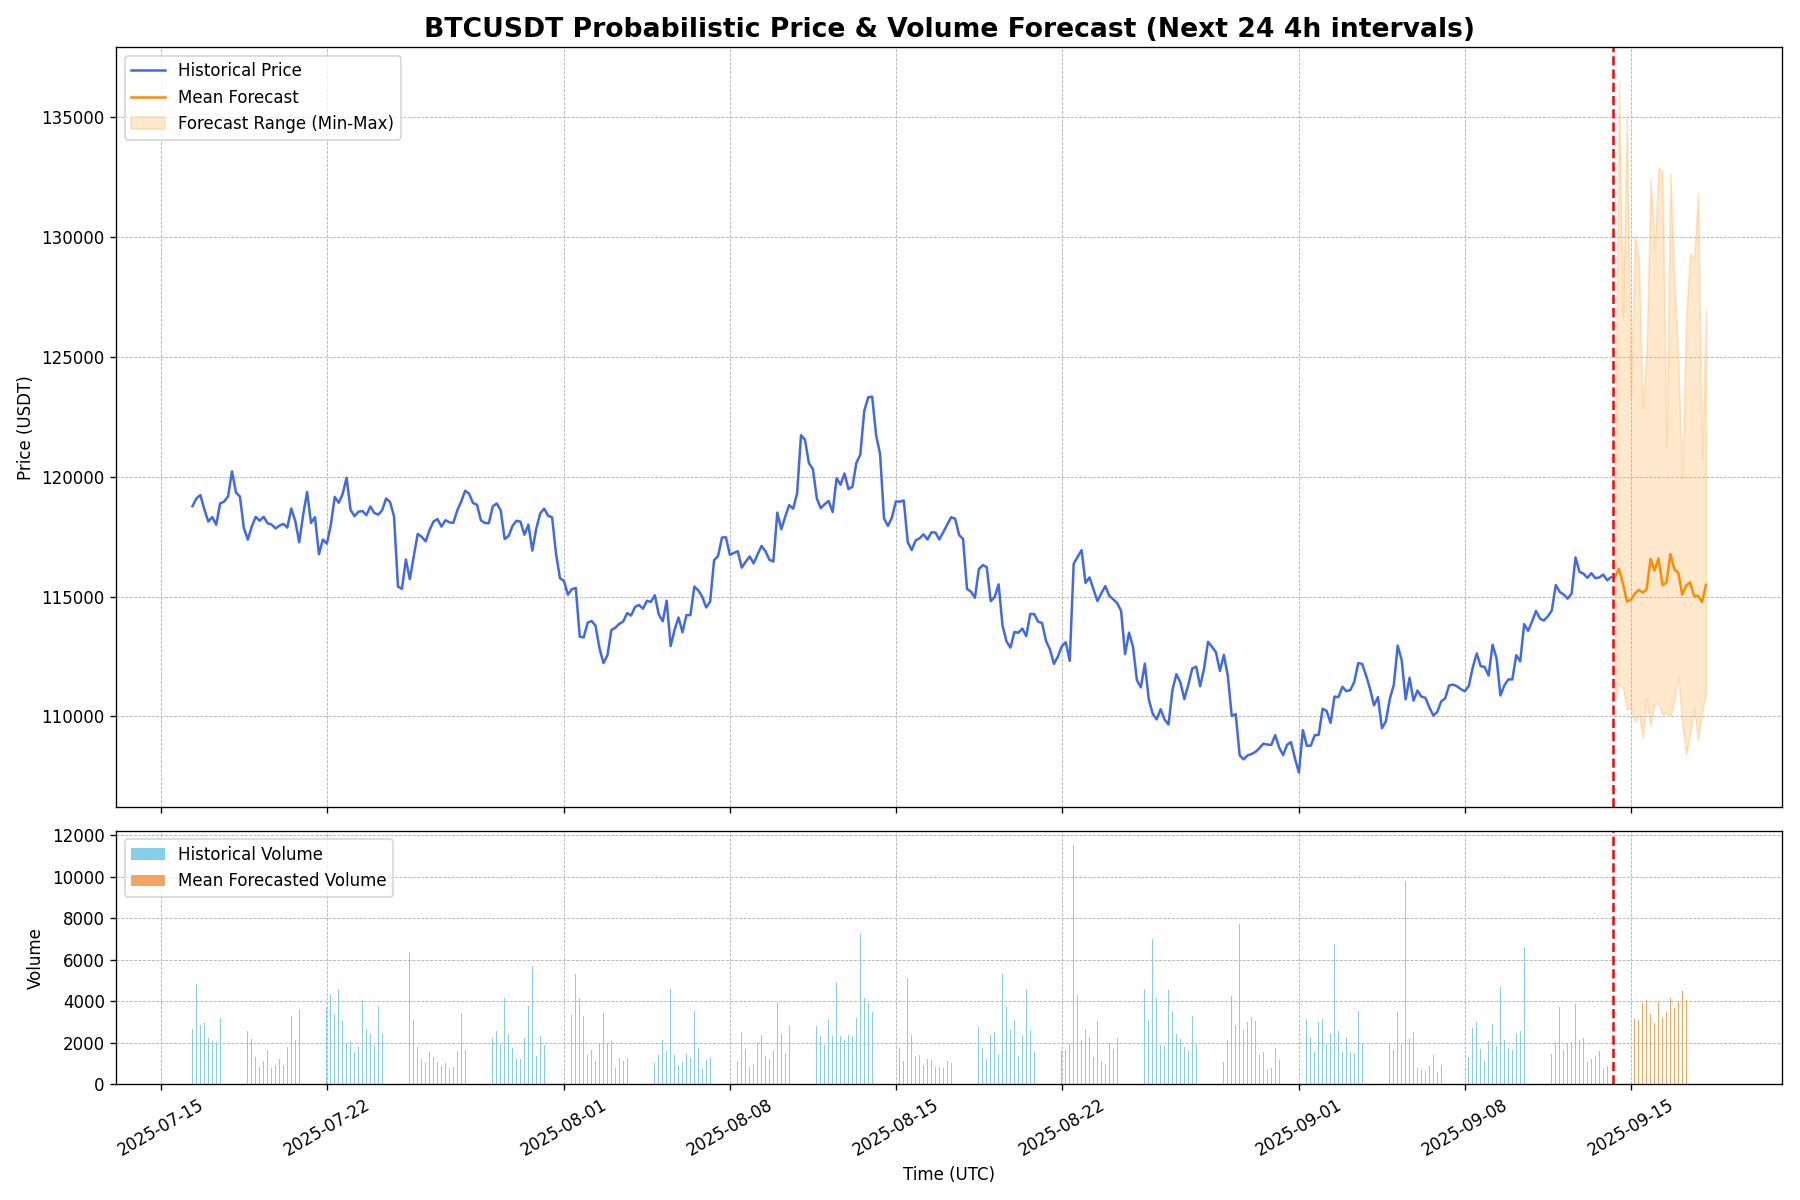 BTCUSDT Probabilistic Price & Volume Forecast (Next 24 4h intervals)
Historical Price
Mean Forecast
Forecast Range (Min-Max)
135000
130000
125000
120000
115000
110000
Price (USDT)
Historical Volume
Mean Forecasted Volume
12000
10000
8000
6000
4000
2000
0
Volume
2025-07-15
2025-07-22
2025-08-01
2025-08-08
2025-08-15
2025-08-22
2025-09-01
2025-09-08
2025-09-15
Time (UTC)